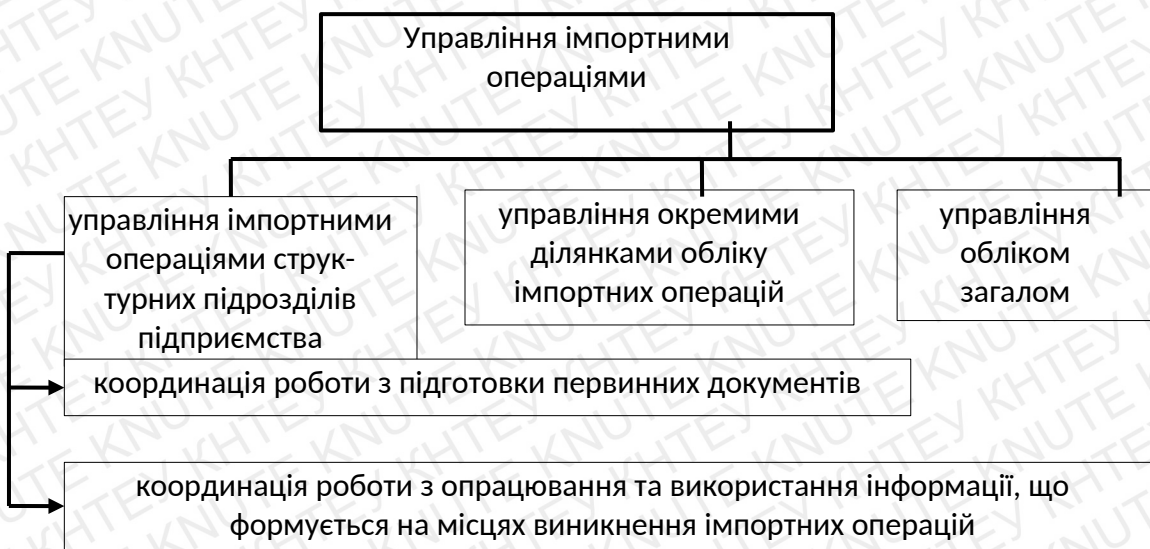 Управління імпортними
операціями
управління імпортними
операціями струк-
турних підрозділів
підприємства
управління окремими
ділянками обліку
імпортних операцій
управління
обліком
загалом
координація роботи з підготовки первинних документів
координація роботи з опрацювання та використання інформації, що
формується на місцях виникнення імпортних операцій